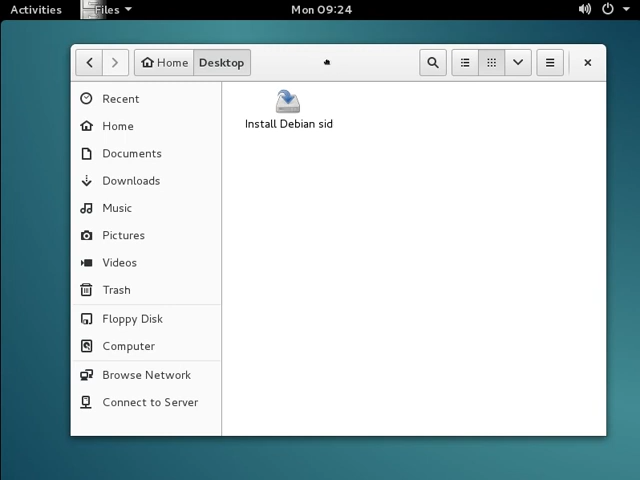 Activities Files Mon 09:24
Home Desktop
Recent
Home
Documents
Downloads
Music
Pictures
Videos
Trash
Floppy Disk
Computer
Browse Network
Connect to Server
Install Debian sid